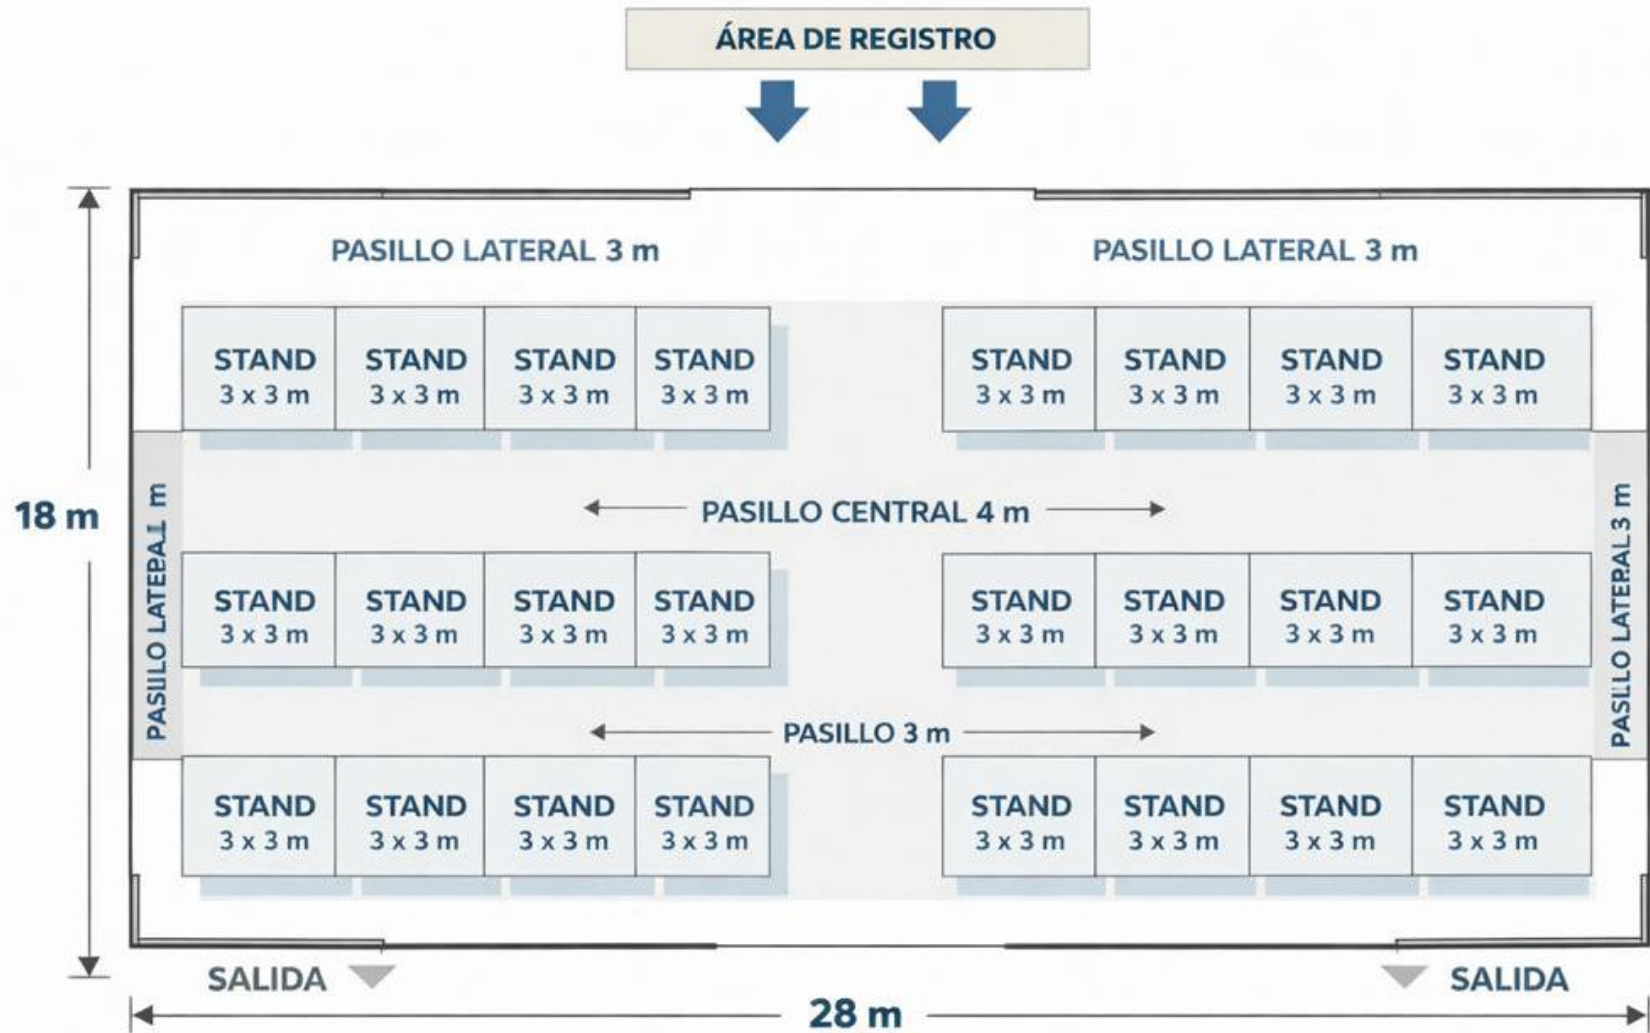 ÁREA DE REGISTRO
PASILLO LATERAL 3 m
PASILLO LATERAL 3 m
STAND STAND STAND STAND STAND STAND STAND STAND
3 x 3 m 3 x 3 m 3 x 3 m 3 x 3 m 3 x 3 m 3 x 3 m 3 x 3 m 3 x 3 m
18 m
PASILLO CENTRAL 4 m
PASILLO 3 m
PASILLO LATERAL 3 m
STAND STAND STAND STAND STAND STAND STAND STAND
3 x 3 m 3 x 3 m 3 x 3 m 3 x 3 m 3 x 3 m 3 x 3 m 3 x 3 m 3 x 3 m
STAND STAND STAND STAND STAND STAND STAND STAND
3 x 3 m 3 x 3 m 3 x 3 m 3 x 3 m 3 x 3 m 3 x 3 m 3 x 3 m 3 x 3 m
SALIDA
SALIDA
28 m